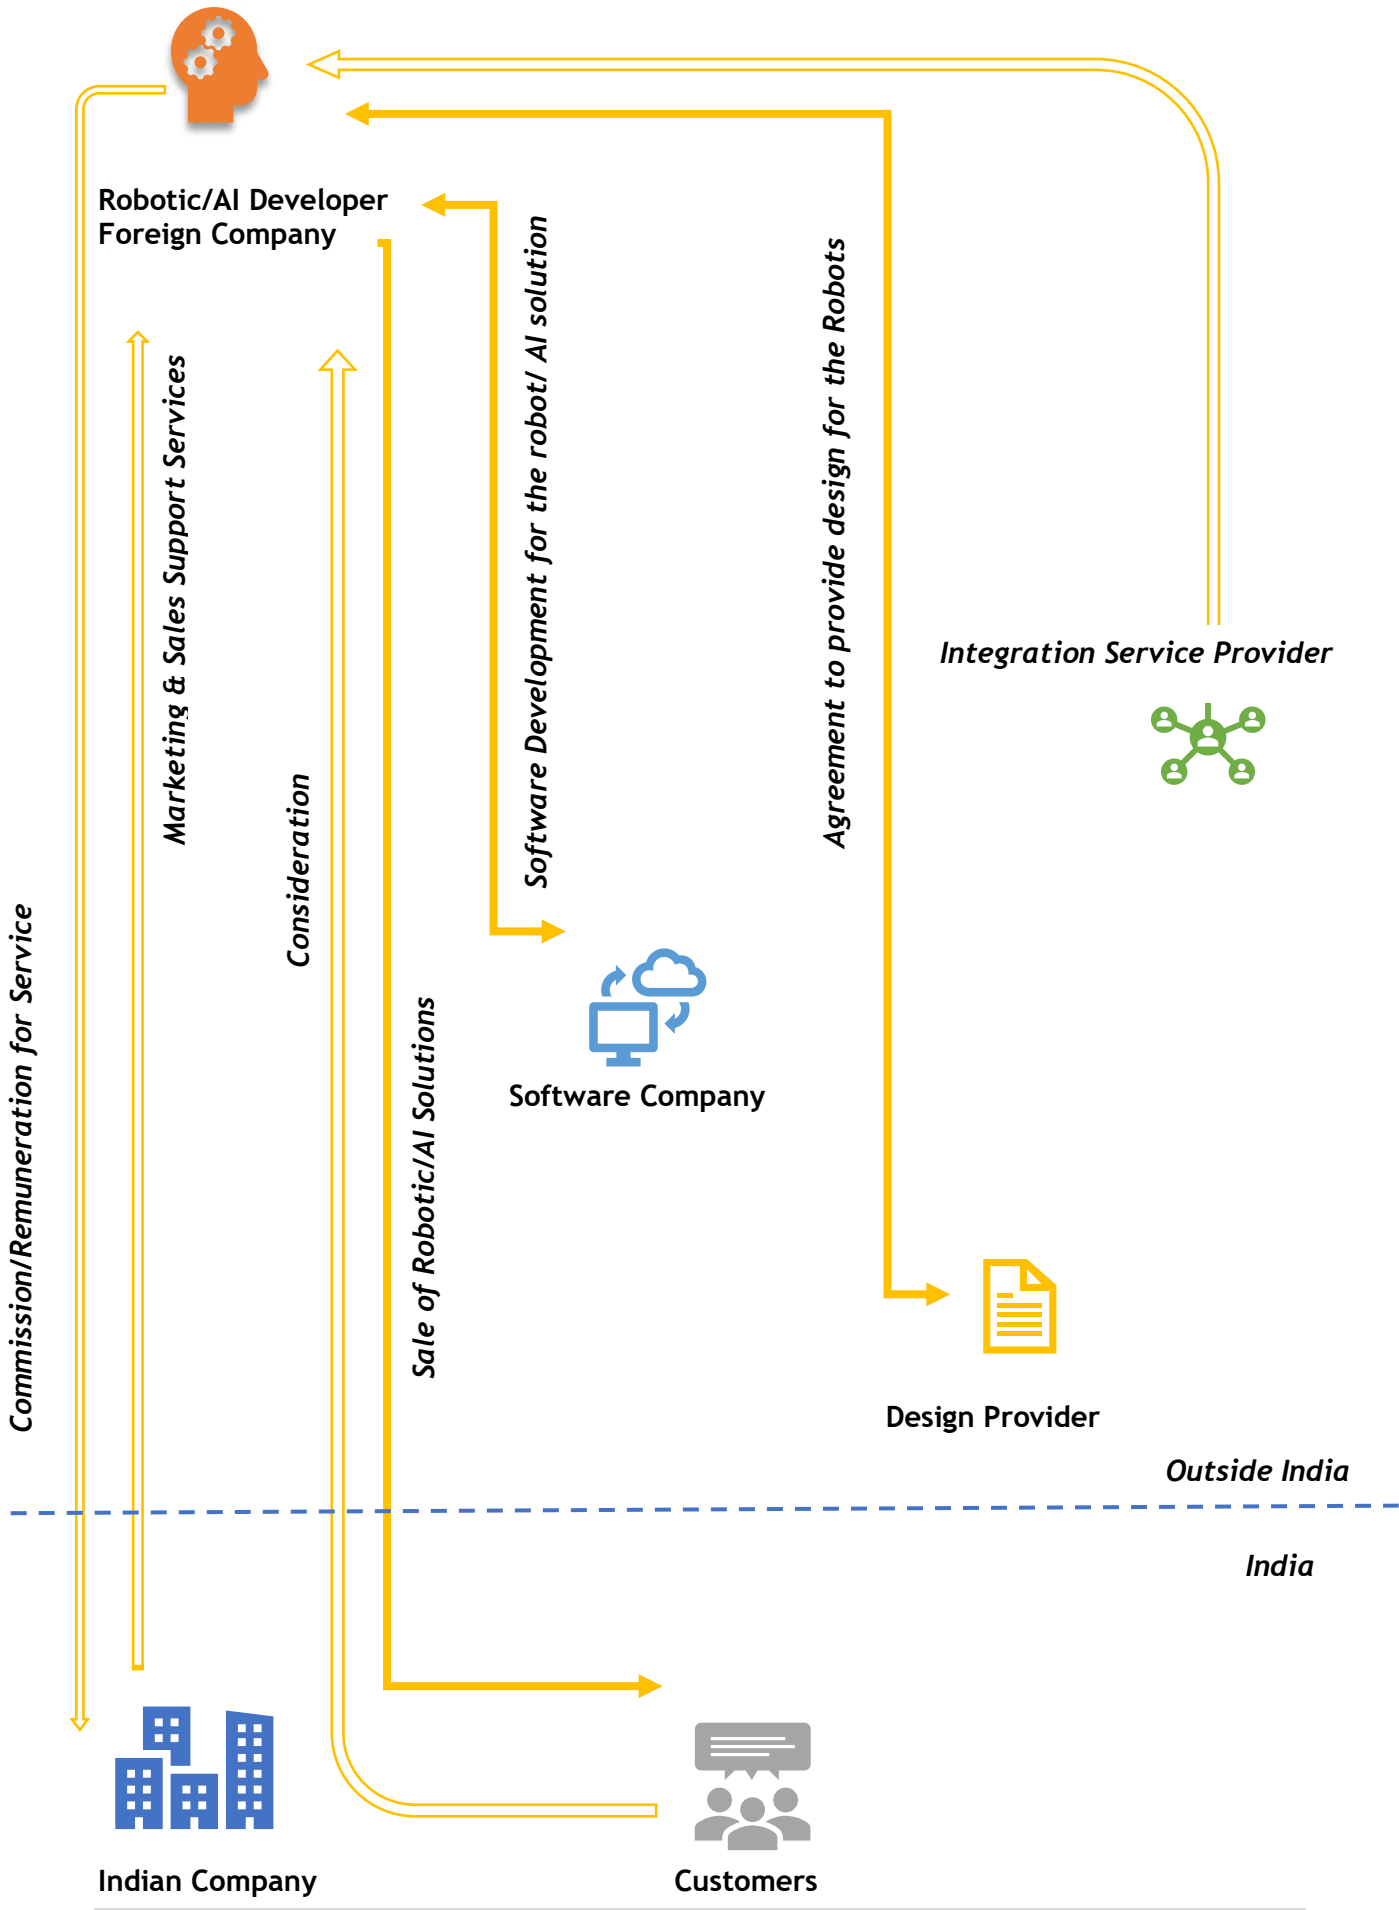 Robotic/AI Developer
Foreign Company
Software Development for the robot/ AI solution
Agreement to provide design for the Robots
Marketing & Sales Support Services
Integration Service Provider
Consideration
Commission/Remuneration for Service
Sale of Robotic/AI Solutions
Software Company
Design Provider
Outside India
India
Indian Company
Customers